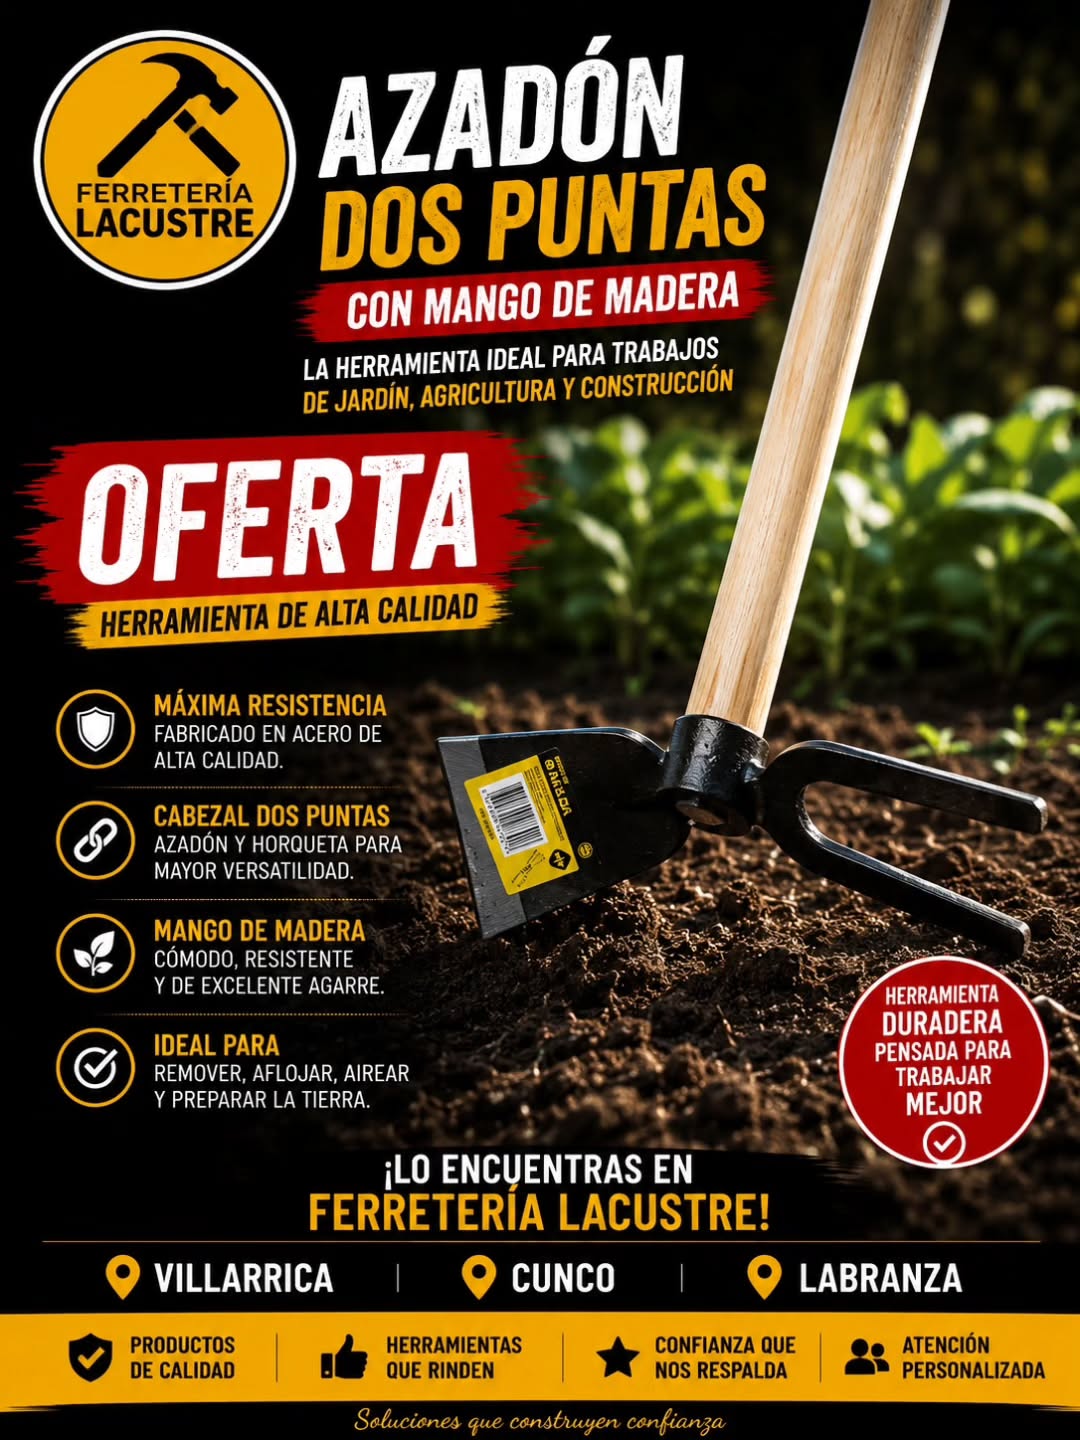 FERRETERÍA
LACUSTRE
AZADÓN
DOS PUNTAS
CON MANGO DE MADERA
LA HERRAMIENTA IDEAL PARA TRABAJOS
DE JARDÍN, AGRICULTURA Y CONSTRUCCIÓN
OFERTA
HERRAMIENTA DE ALTA CALIDAD
MÁXIMA RESISTENCIA
FABRICADO EN ACERO DE
ALTA CALIDAD.
CABEZAL DOS PUNTAS
AZADÓN Y HORQUETA PARA
MAYOR VERSATILIDAD.
MANGO DE MADERA
CÓMODO, RESISTENTE
Y DE EXCELENTE AGARRE.
IDEAL PARA
REMOVER, AFLOJAR, AIREAR
Y PREPARAR LA TIERRA.
HERRAMIENTA
DURADERA
PENSADA PARA
TRABAJAR
MEJOR
¡LO ENCUENTRAS EN
FERRETERÍA LACUSTRE!
VILLARRICA | CUNCO | LABRANZA
PRODUCTOS
DE CALIDAD
HERRAMIENTAS
QUE RINDEN
CONFIANZA QUE
NOS RESPALDA
ATENCIÓN
PERSONALIZADA
Soluciones que construyen confianza